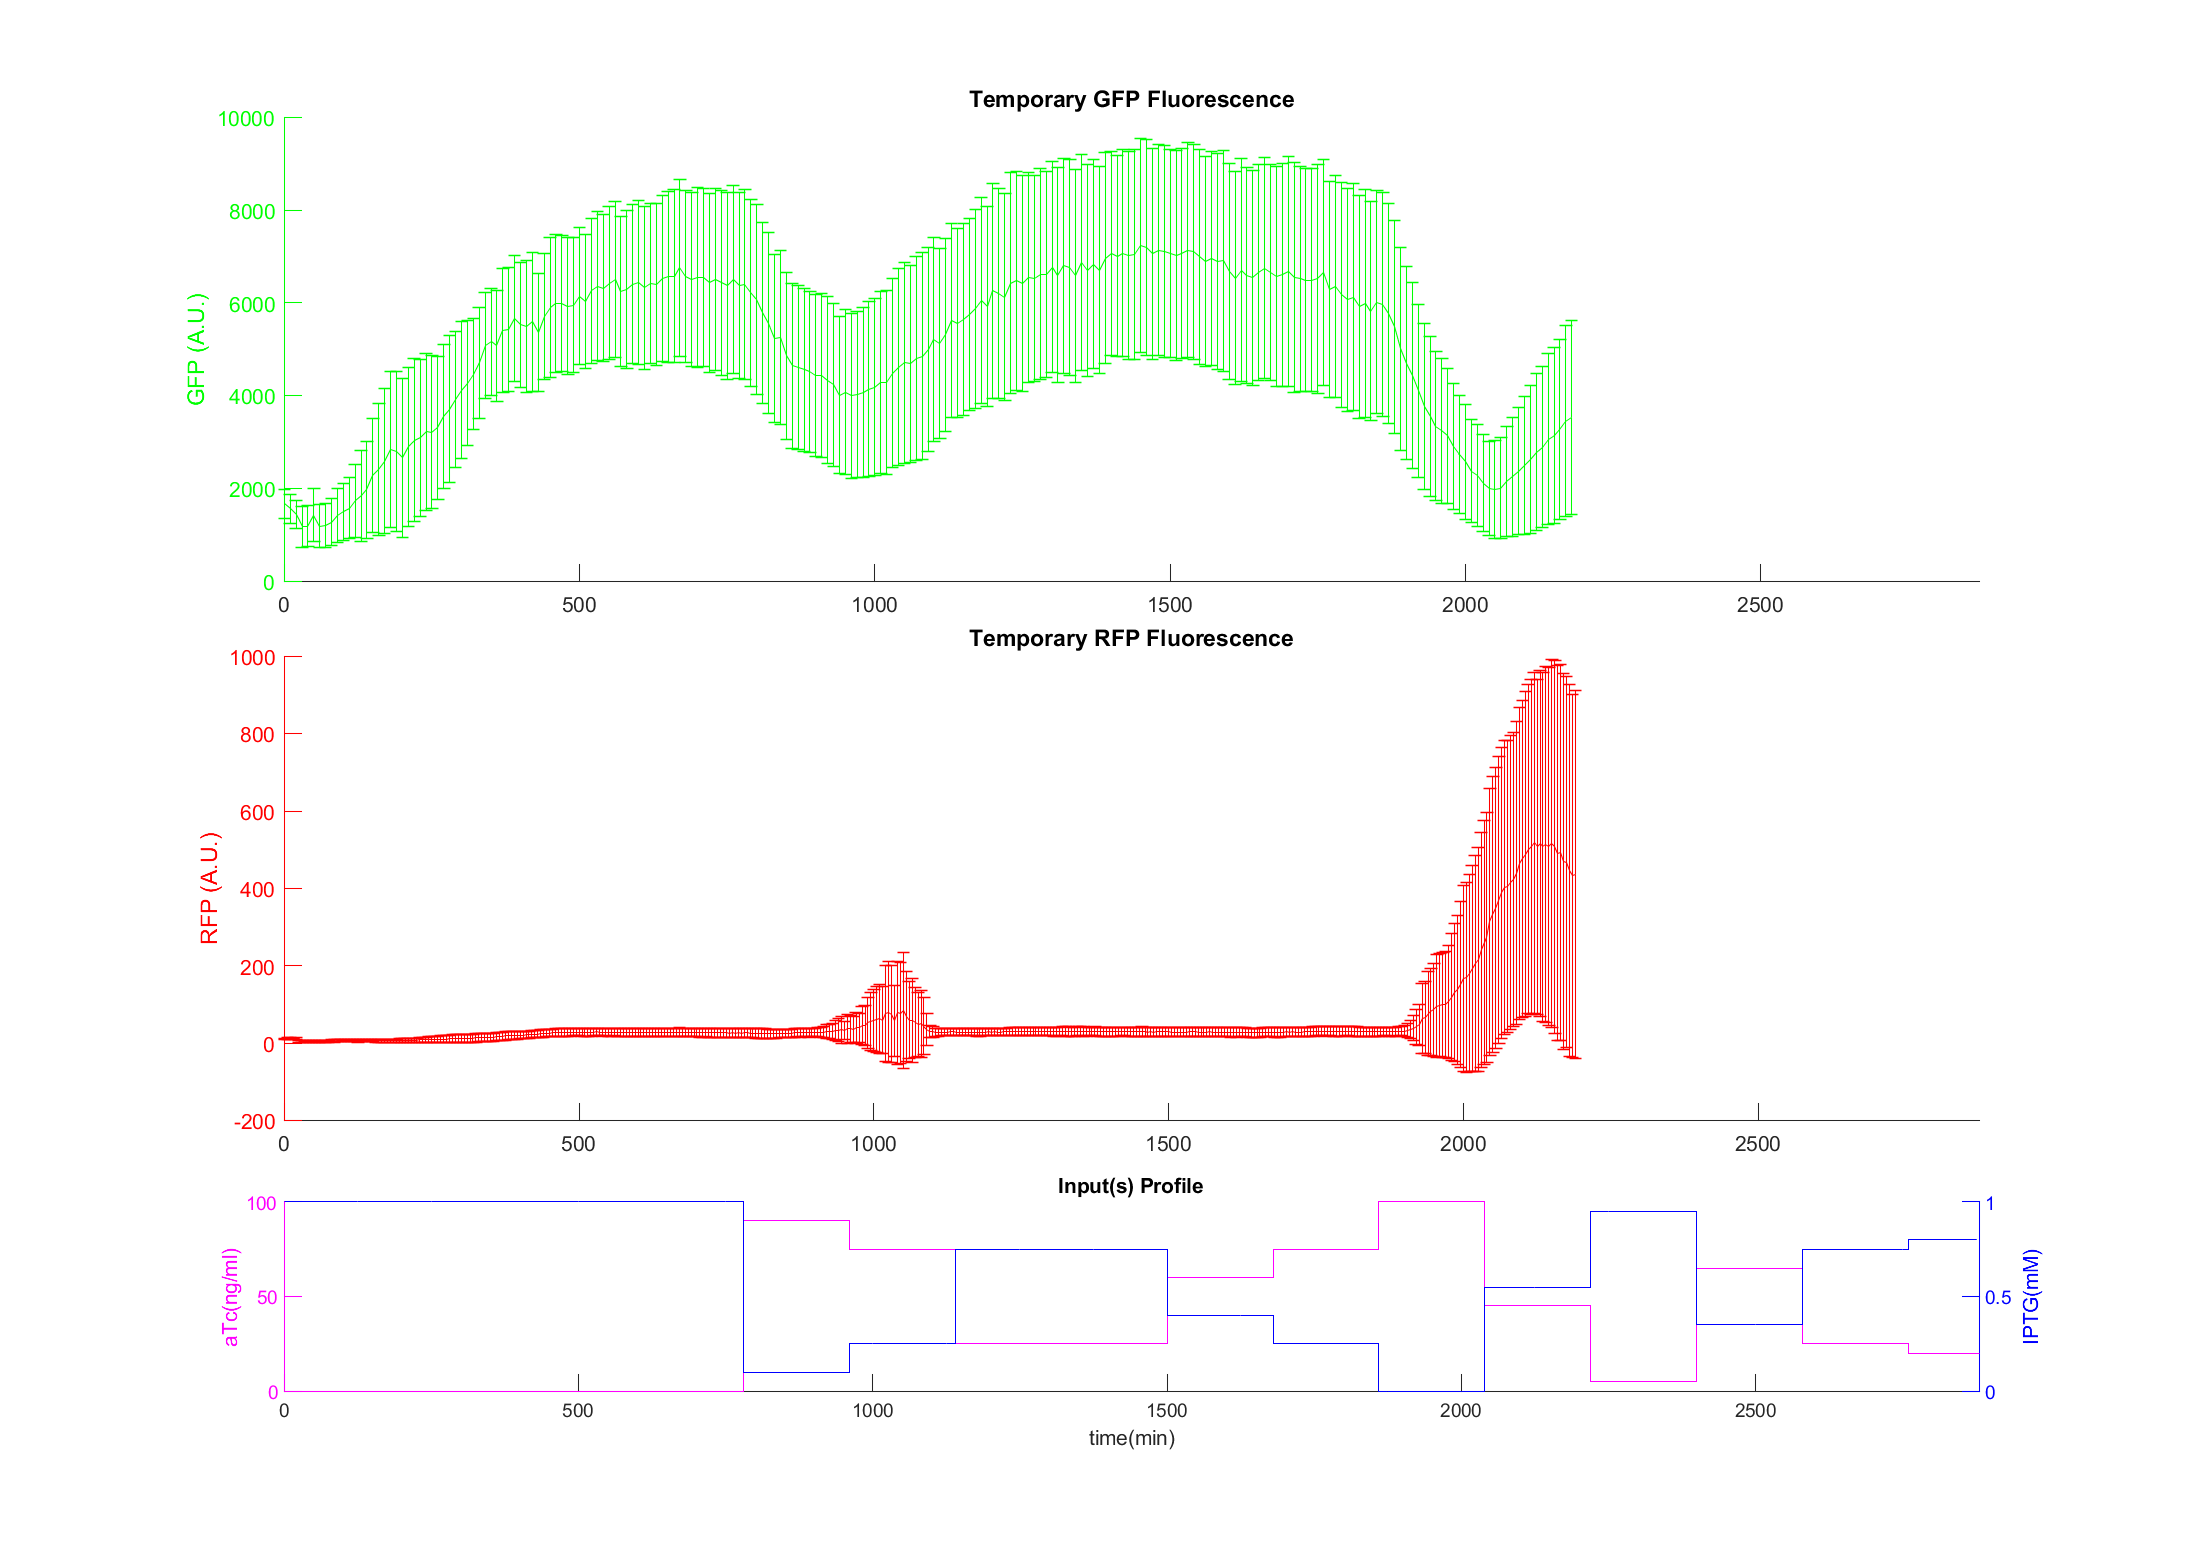 Temporary GFP Fluorescence
10000
8000
6000
4000
2000
0
GFP (A.U.)
0 500 1000 1500 2000 2500
Temporary RFP Fluorescence
1000
800
600
400
200
0
-200
RFP (A.U.)
0 500 1000 1500 2000 2500
Input(s) Profile
100
50
0
aTc(ng/ml)
1
0.5
0
IPTG(mM)
0 500 1000 1500 2000 2500
time(min)